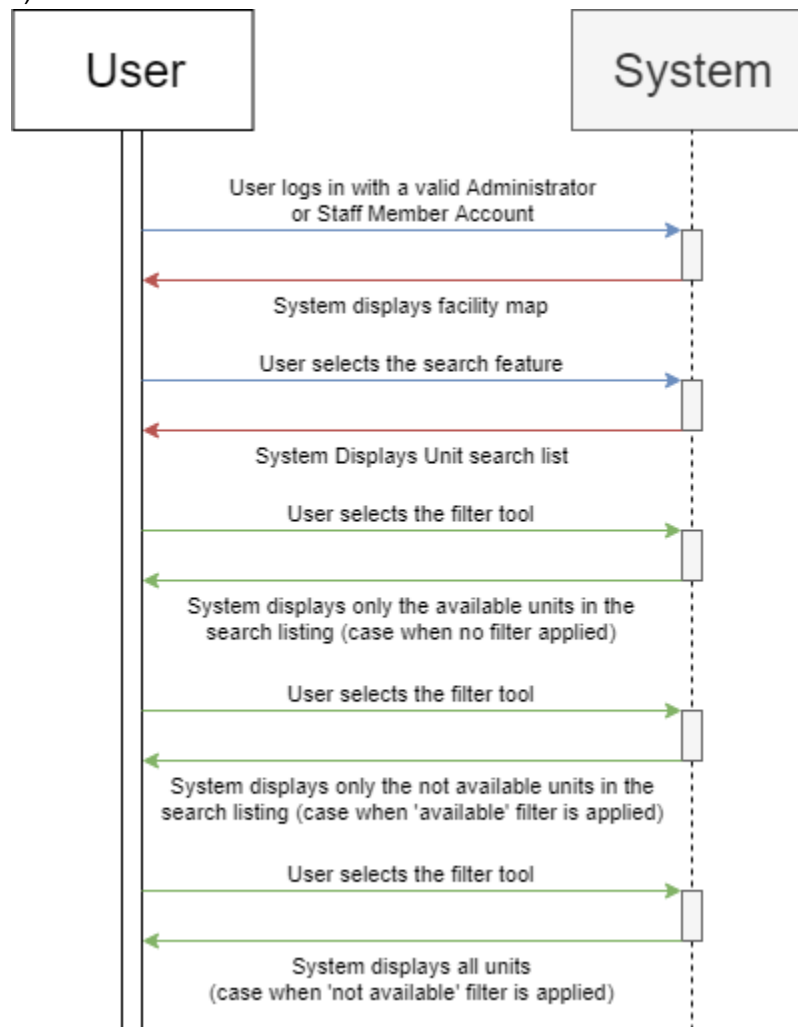 User
System
User logs in with a valid Administrator
or Staff Member Account
System displays facility map
User selects the search feature
System Displays Unit search list
User selects the filter tool
System displays only the available units in the
search listing (case when no filter applied)
User selects the filter tool
System displays only the not available units in the
search listing (case when 'available' filter is applied)
User selects the filter tool
System displays all units
(case when 'not available' filter is applied)